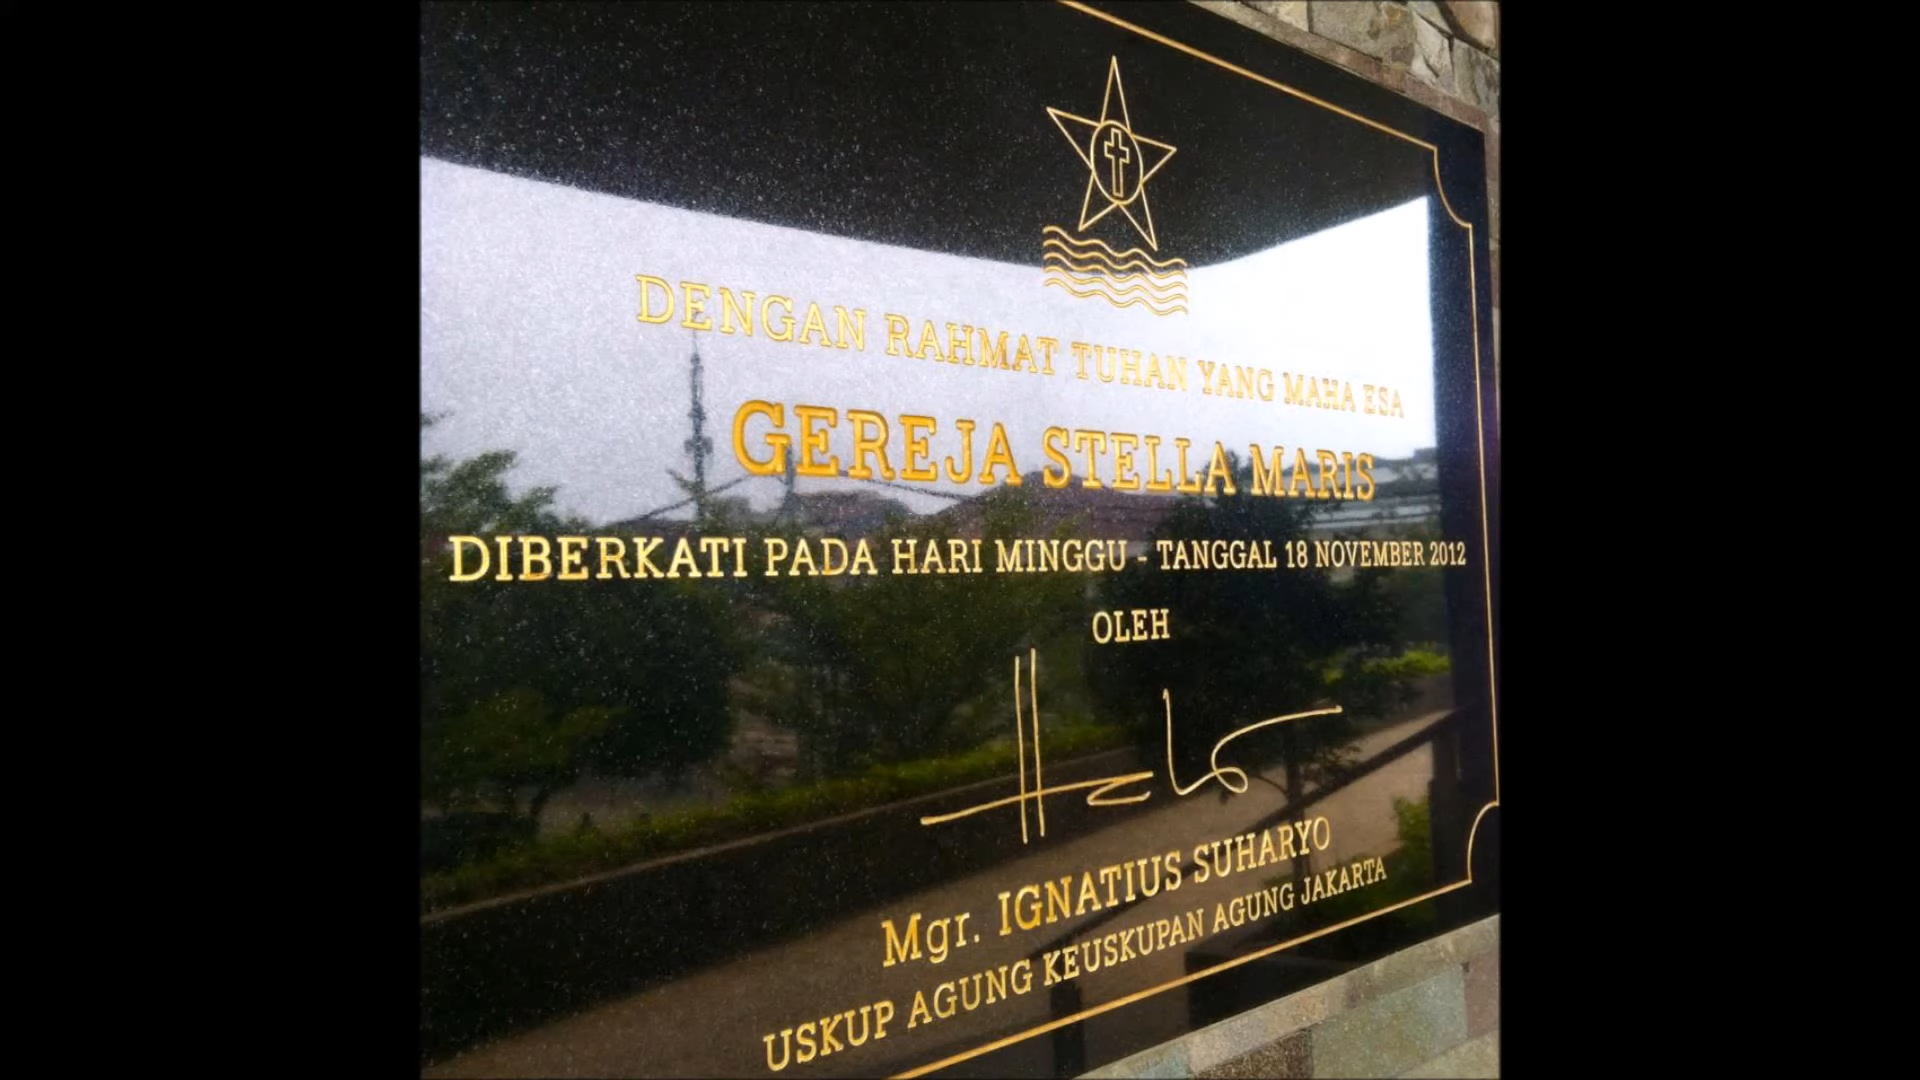 DENGAN RAHMAT TUHAN YANG MAHA ESA
GEREJA STELLA MARIS
DIBERKATI PADA HARI MINGGU - TANGGAL 18 NOVEMBER 2012
OLEH
Mgr. IGNATIUS SUHARYO
USKUP AGUNG KEUSKUPAN AGUNG JAKARTA